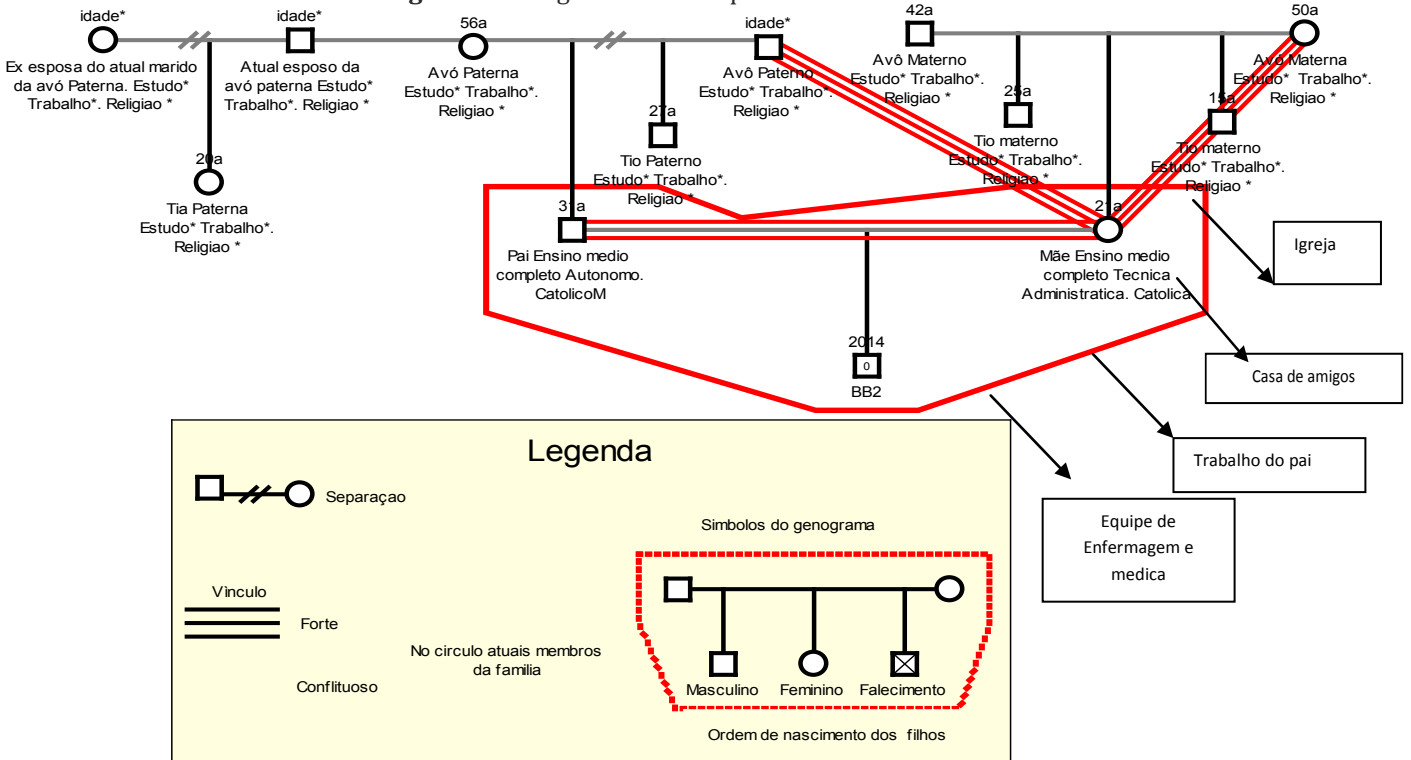 idade*
Ex esposa do atual marido
da avó Paterna. Estudo*
Trabalho*. Religiao *
idade*
Atual esposo da
avó paterna Estudo*
Trabalho*. Religiao *
56a
Avó Paterna
Estudo* Trabalho*.
Religiao *
idade*
Avô Paterno
Estudo* Trabalho*.
Religiao *
42a
Avô Materno
Estudo* Trabalho*.
Religiao *
50a
Avô Materna
Estudo* Trabalho*.
Religiao *
20a
Tia Paterna
Estudo* Trabalho*.
Religiao *
27a
Tio Paterno
Estudo* Trabalho*.
Religiao *
25a
Tio materno
Estudo* Trabalho*.
Religiao *
15a
Tio materno
Estudo* Trabalho*.
Religiao *
31a
Pai Ensino medio
completo Autonomo.
CatolicoM
21a
Mãe Ensino medio
completo Tecnica
Administratica. Catolica
2014
0
BB2
Igreja
Casa de amigos
Trabalho do pai
Equipe de
Enfermagem e
medica
Legenda
Separaçao
Vìnculo
Forte
Conflituoso
No circulo atuais membros
da familia
Simbolos do genograma
Masculino
Feminino
Falecimento
Ordem de nascimento dos filhos